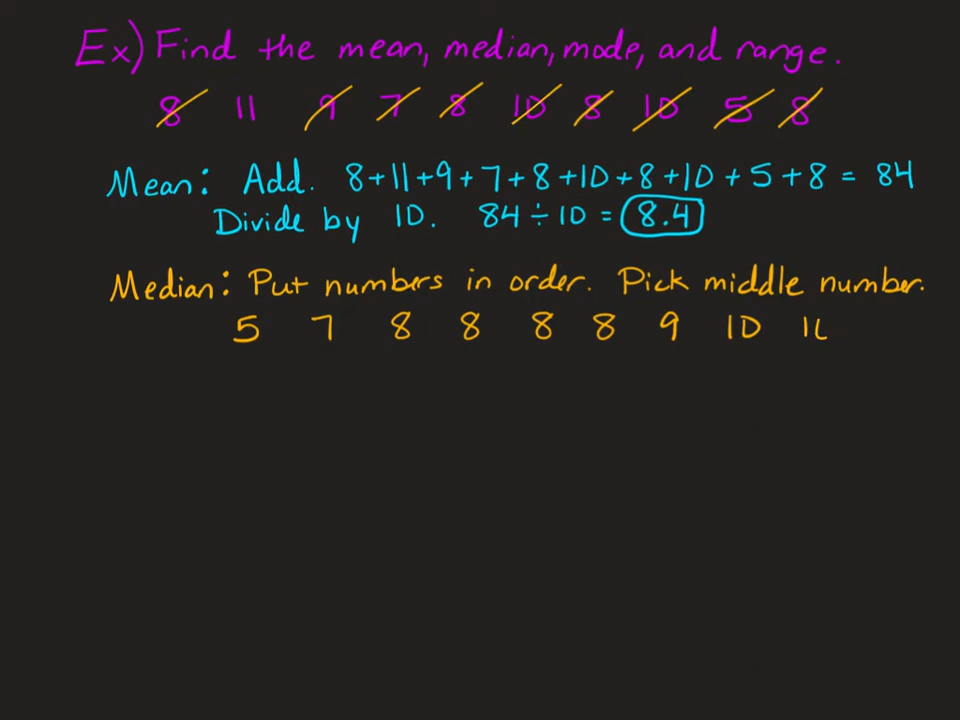 Ex) Find the mean, median, mode, and range.
8 11 9 7 8 10 8 10 5 8
Mean: Add. 8+11+9+7+8+10+8+10+5+8 = 84
Divide by 10. 84 ÷ 10 = 8.4
Median: Put numbers in order. Pick middle number.
5 7 8 8 8 8 9 10 10